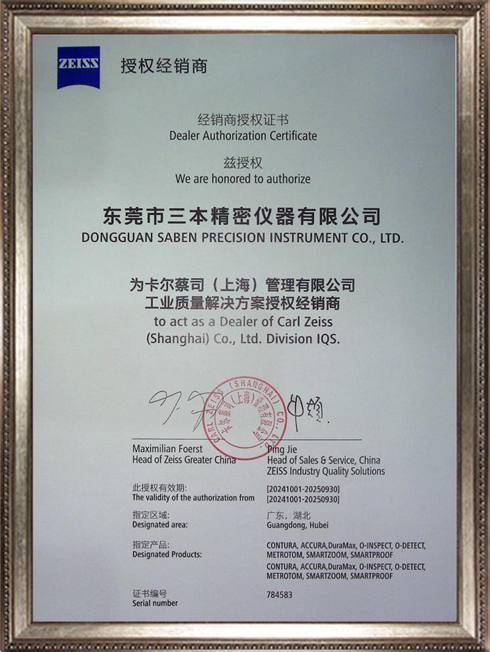 ZEISS 授权经销商
经销商授权证书
Dealer Authorization Certificate
兹授权
We are honored to authorize
东莞市三本精密仪器有限公司
DONGGUAN SABEN PRECISION INSTRUMENT CO., LTD.
为卡尔蔡司（上海）管理有限公司
工业质量解决方案授权经销商
to act as a Dealer of Carl Zeiss
(Shanghai) Co., Ltd. Division IQS.
CARL ZEISS (SHANGHAI) CO., LTD.
Maximilian Foerst Ping Jie
Head of Zeiss Greater China Head of Sales & Service, China
ZEISS Industry Quality Solutions
此授权有效期: [20241001-20250930]
The validity of the authorization from [20241001-20250930]
指定区域: 广东，湖北
Designated area: Guangdong, Hubei
指定产品: CONTURA, ACCURA,DuraMax, O-INSPECT, O-DETECT,
Designated Products: METROTOM, SMARTZOOM, SMARTPROOF
CONTURA, ACCURA,DuraMax, O-INSPECT, O-DETECT,
METROTOM, SMARTZOOM, SMARTPROOF
证书编号 784583
Serial number